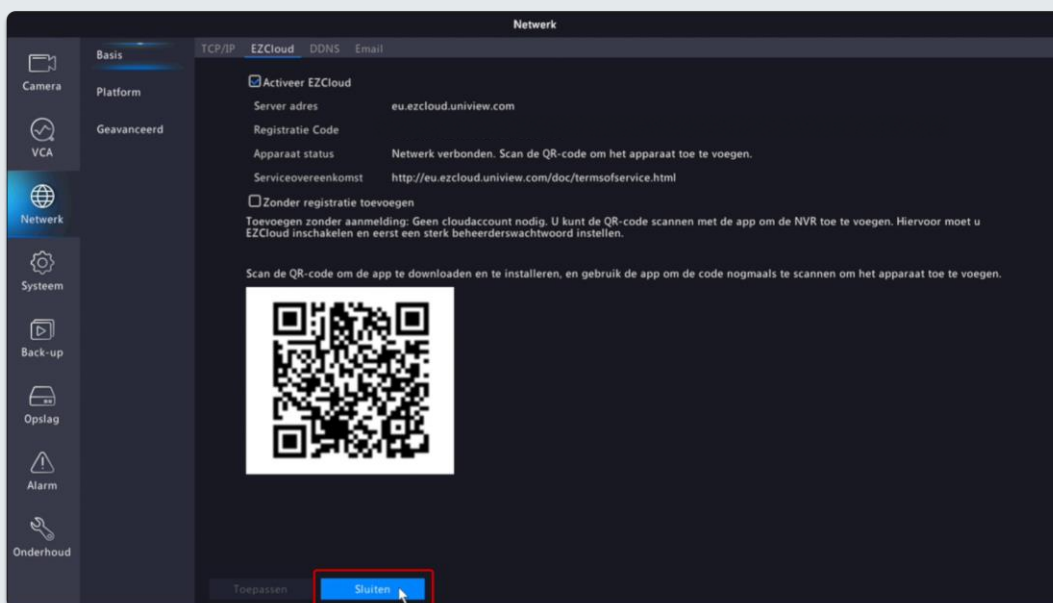 Netwerk
Camera
VCA
Netwerk
Systeem
Back-up
Opslag
Alarm
Onderhoud
Basis
Platform
Geavanceerd
TCP/IP EZCloud DDNS Email
Activeer EZCloud
Server adres eu.ezcloud.uniview.com
Registratie Code
Apparaat status Netwerk verbonden. Scan de QR-code om het apparaat toe te voegen.
Serviceovereenkomst http://eu.ezcloud.uniview.com/doc/termsofservice.html
Zonder registratie toevoegen
Toevoegen zonder aanmelding: Geen cloudaccount nodig. U kunt de QR-code scannen met de app om de NVR toe te voegen. Hiervoor moet u
EZCloud inschakelen en eerst een sterk beheerderswachtwoord instellen.
Scan de QR-code om de app te downloaden en te installeren, en gebruik de app om de code nogmaals te scannen om het apparaat toe te voegen.
Toepassen Sluiten